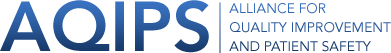 AQIPS
ALLIANCE FOR
QUALITY IMPROVEMENT
AND PATIENT SAFETY